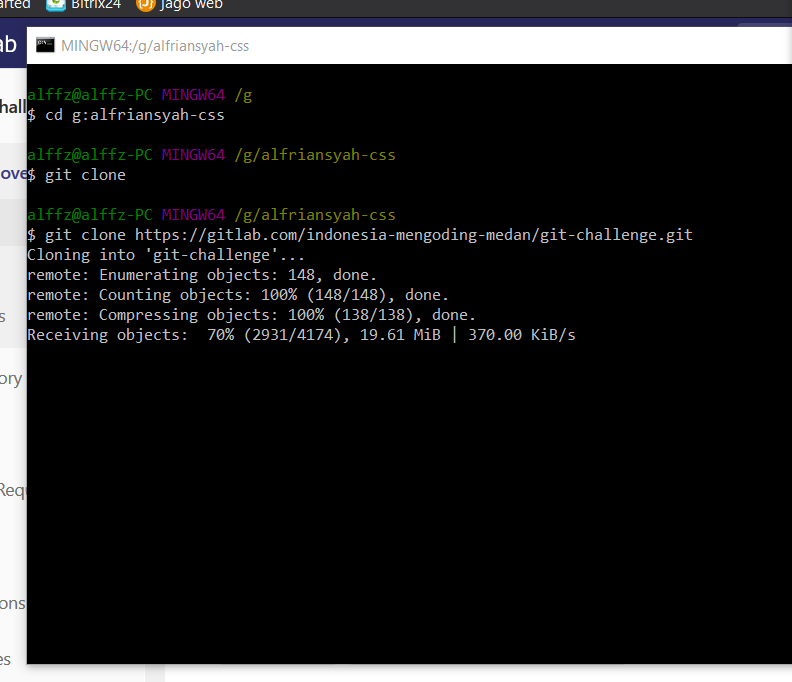 arted Bitrix24 Jago web
ab
MINGW64:/g/alfriansyah-css
alffz@alffz-PC MINGW64 /g
hall
$ cd g:alfriansyah-css
alffz@alffz-PC MINGW64 /g/alfriansyah-css
ove
$ git clone
alffz@alffz-PC MINGW64 /g/alfriansyah-css
$ git clone https://gitlab.com/indonesia-mengoding-medan/git-challenge.git
Cloning into 'git-challenge'...
remote: Enumerating objects: 148, done.
remote: Counting objects: 100% (148/148), done.
s
remote: Compressing objects: 100% (138/138), done.
Receiving objects:  70% (2931/4174), 19.61 MiB | 370.00 KiB/s
ory
Requ
ons
es